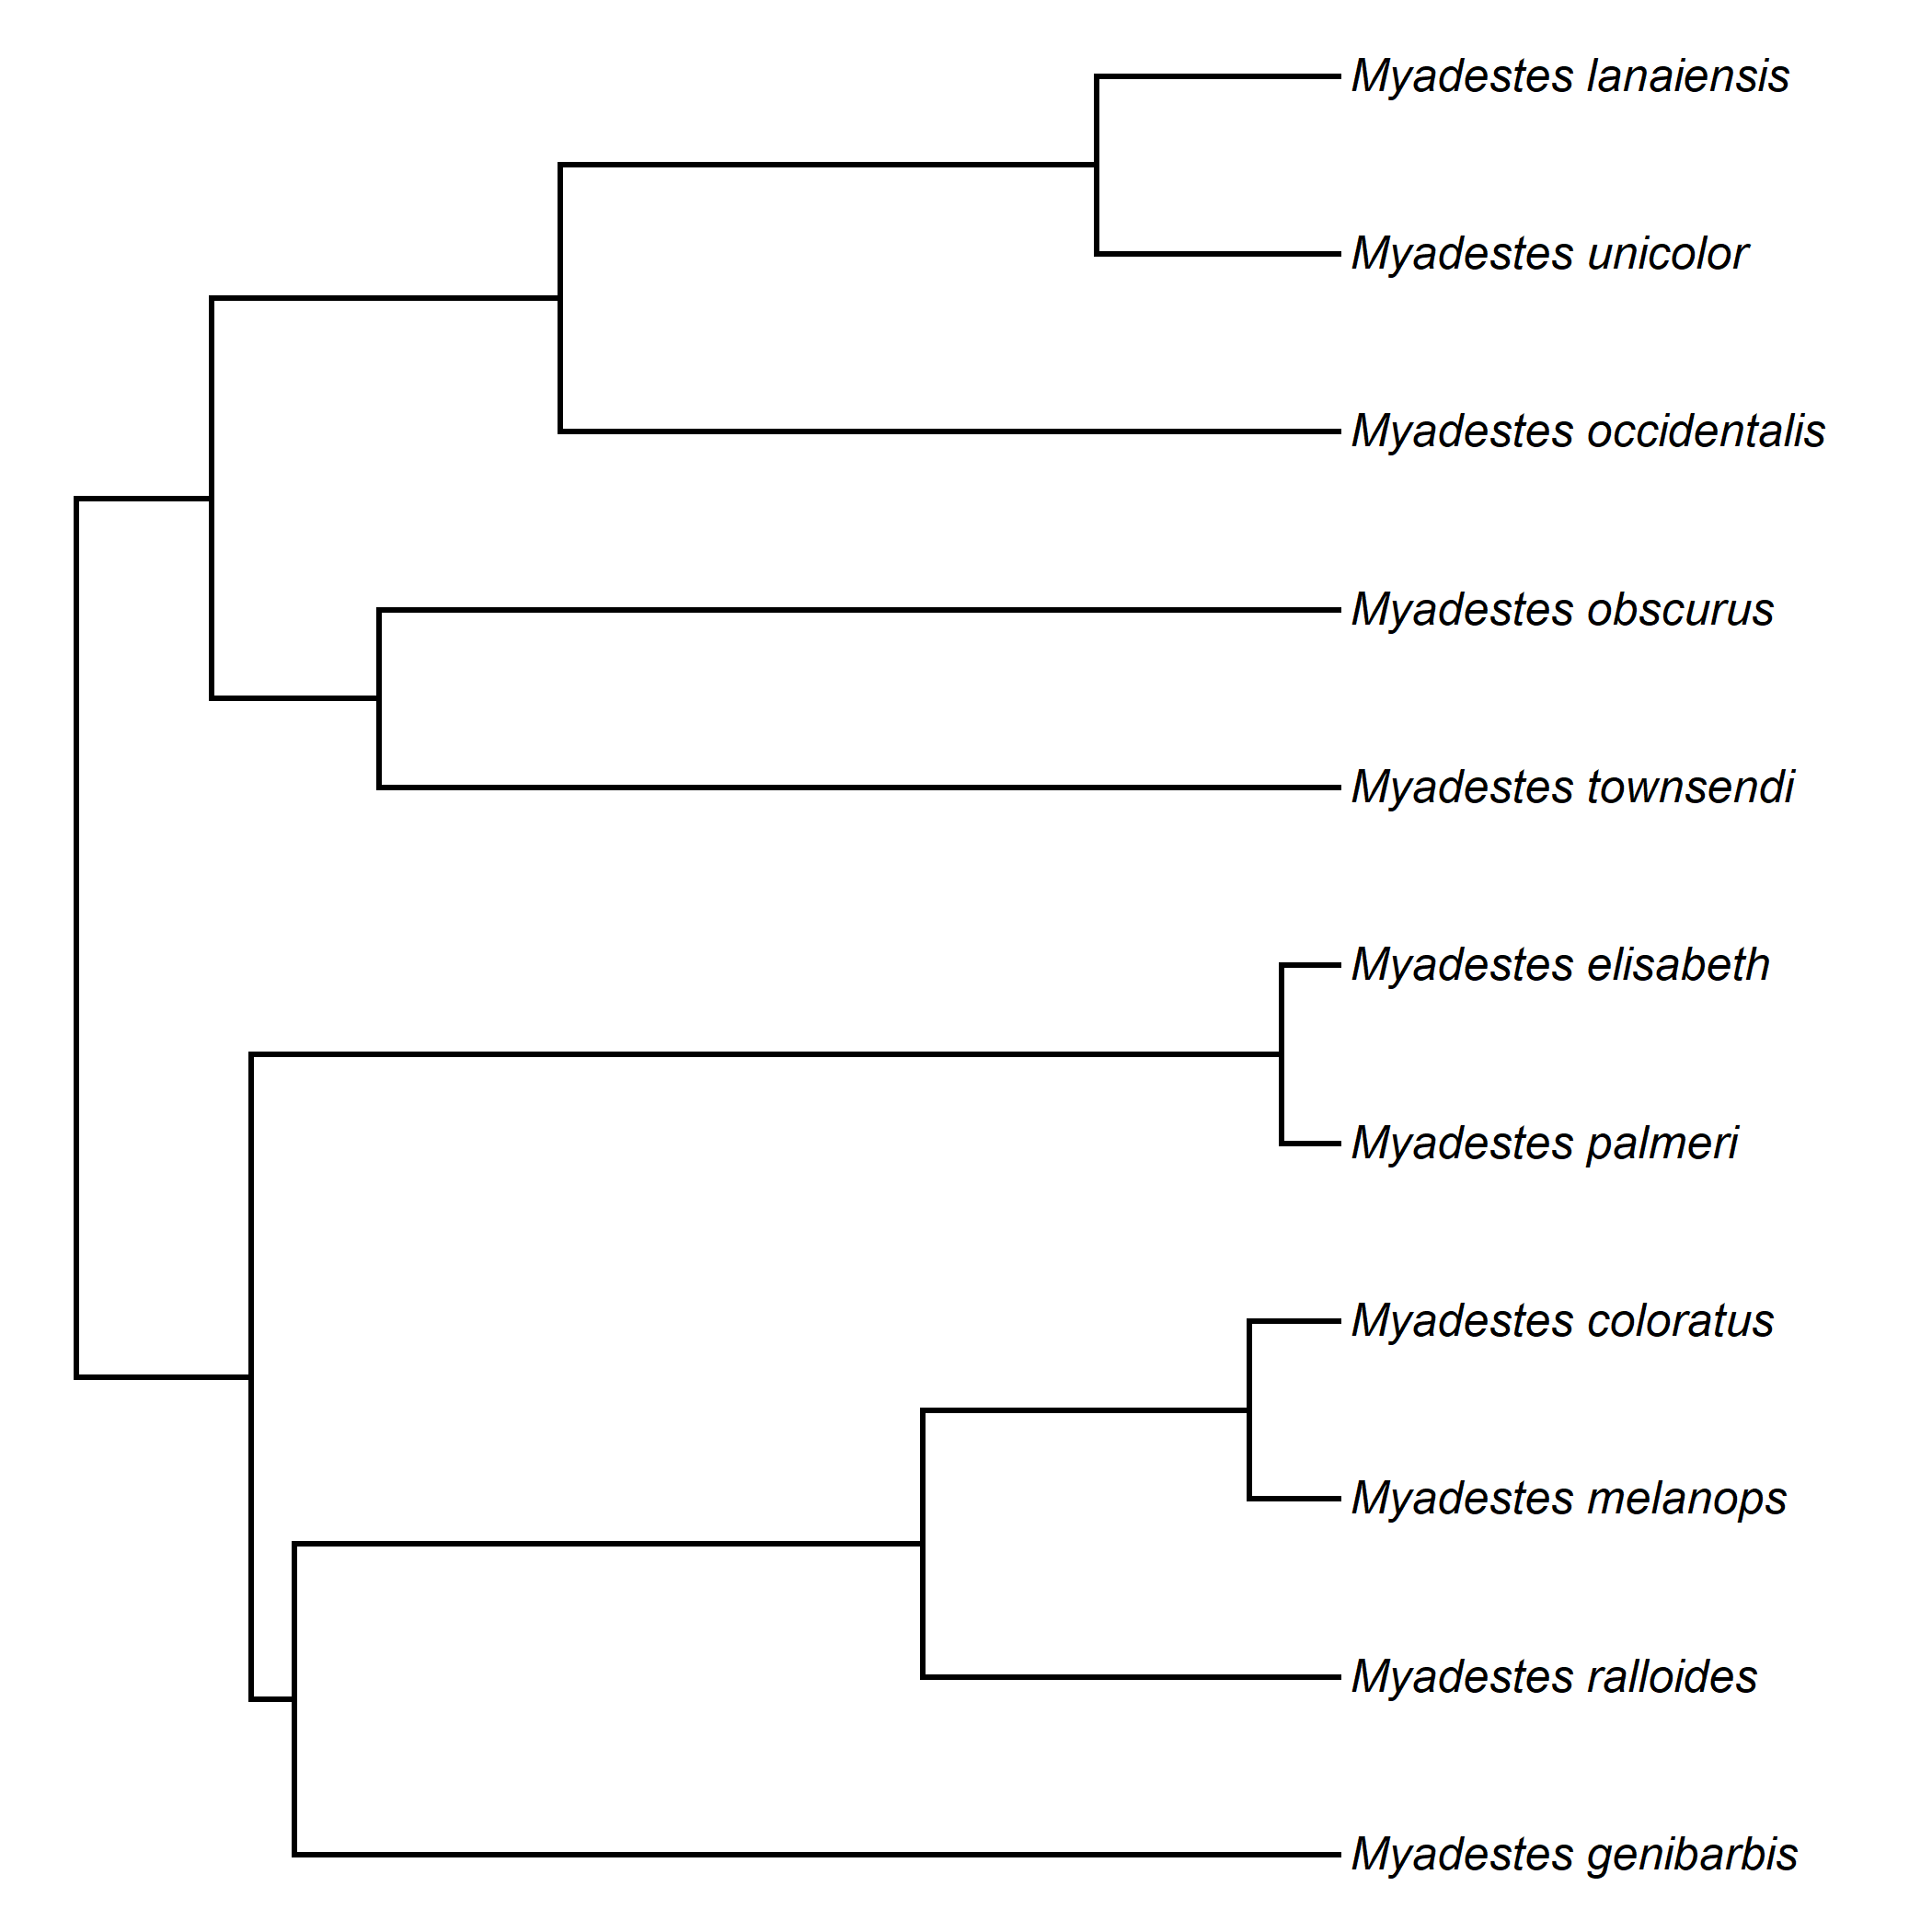 Myadestes lanaiensis
Myadestes unicolor
Myadestes occidentalis
Myadestes obscurus
Myadestes townsendi
Myadestes elisabeth
Myadestes palmeri
Myadestes coloratus
Myadestes melanops
Myadestes ralloides
Myadestes genibarbis